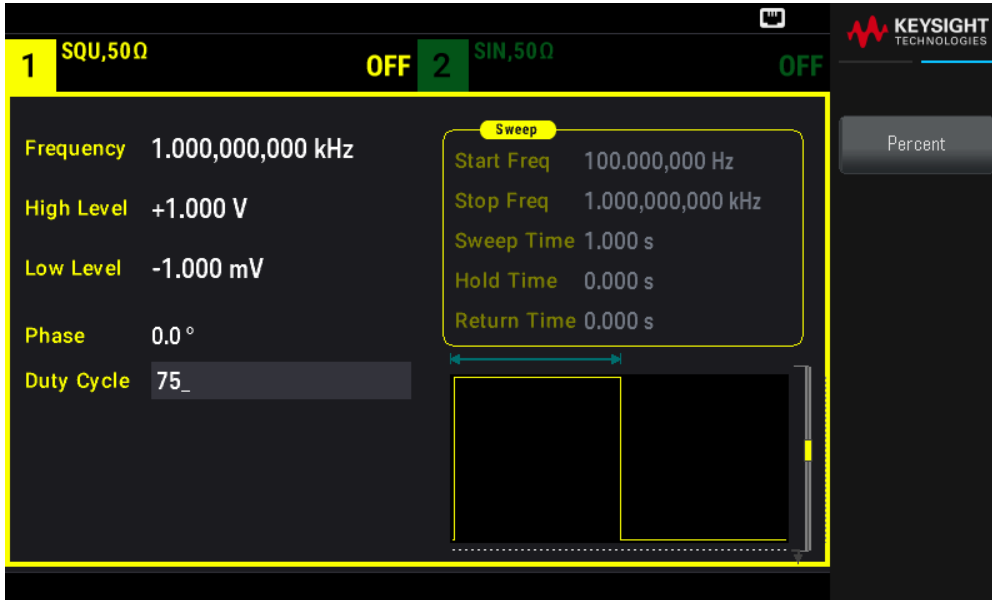 KEYSIGHT
TECHNOLOGIES
1 SQU,50Ω OFF
2 SIN,50Ω OFF
Frequency 1.000,000,000 kHz
High Level +1.000 V
Low Level -1.000 mV
Phase 0.0 °
Duty Cycle 75_
Sweep
Start Freq 100.000,000 Hz
Stop Freq 1.000,000,000 kHz
Sweep Time 1.000 s
Hold Time 0.000 s
Return Time 0.000 s
Percent